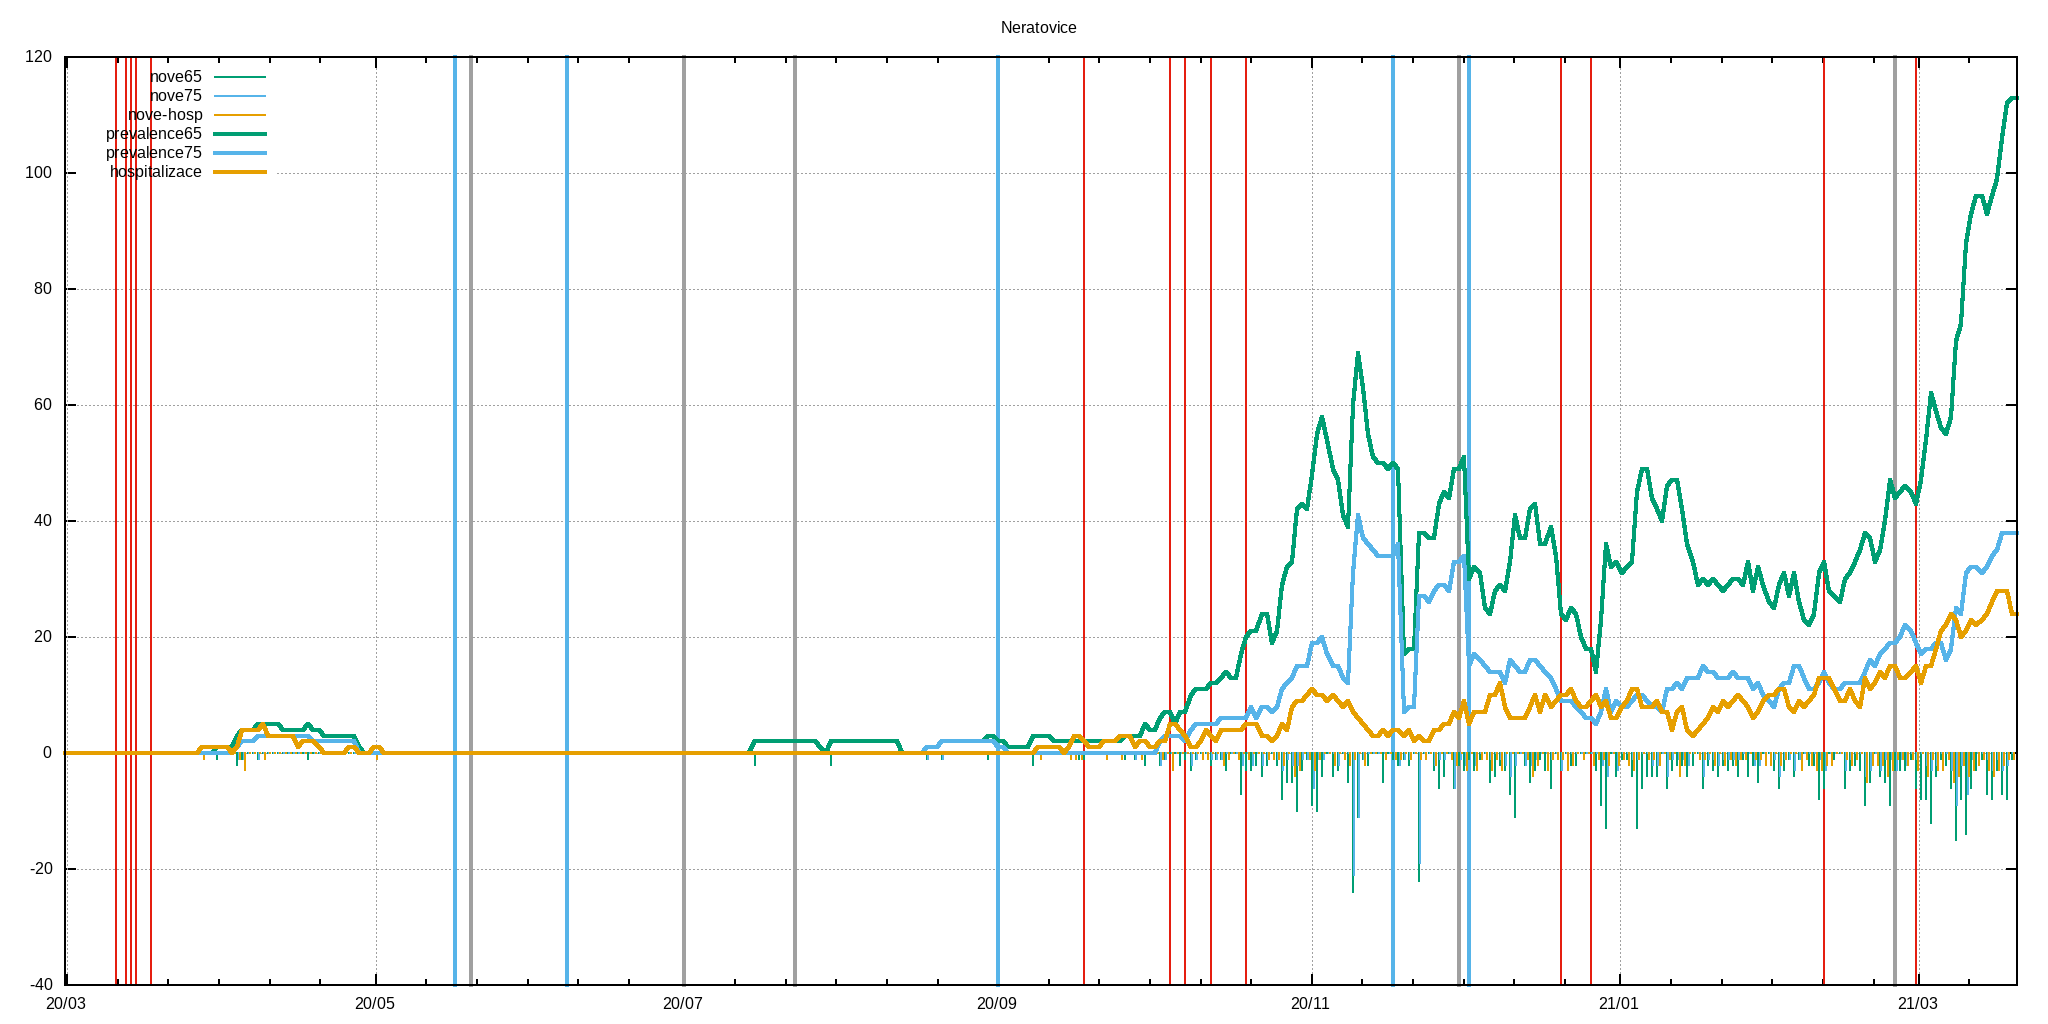 Neratovice
120
100
80
60
40
20
0
-20
-40
nove65
nove75
nove-hosp
prevalence65
prevalence75
hospitalizace
20/03 20/05 20/07 20/09 20/11 21/01 21/03